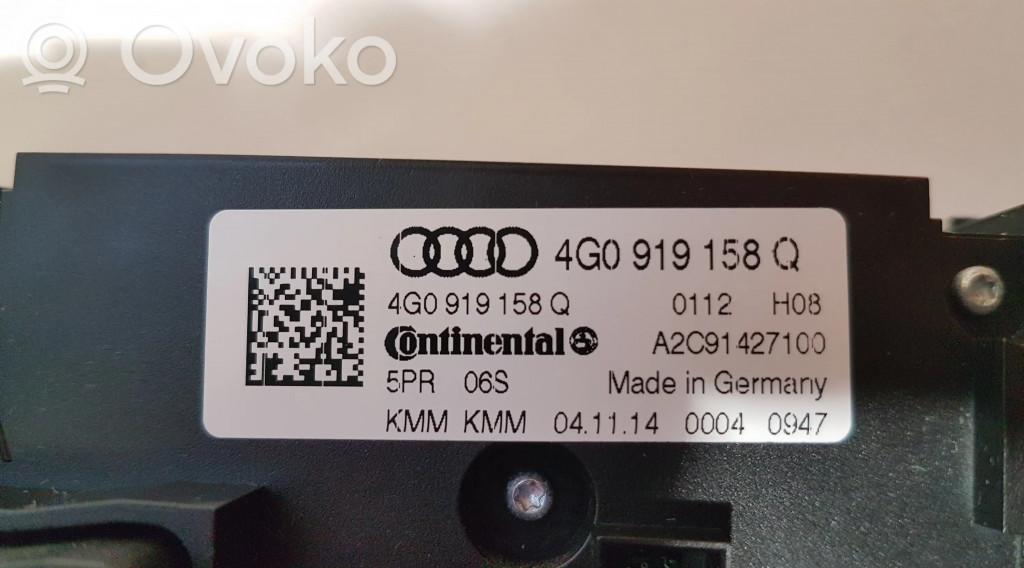 Ovoko
4G0 919 158 Q
4G0 919 158 Q 0112 H08
Continental A2C91427100
5PR 06S Made in Germany
KMM KMM 04.11.14 0004 0947